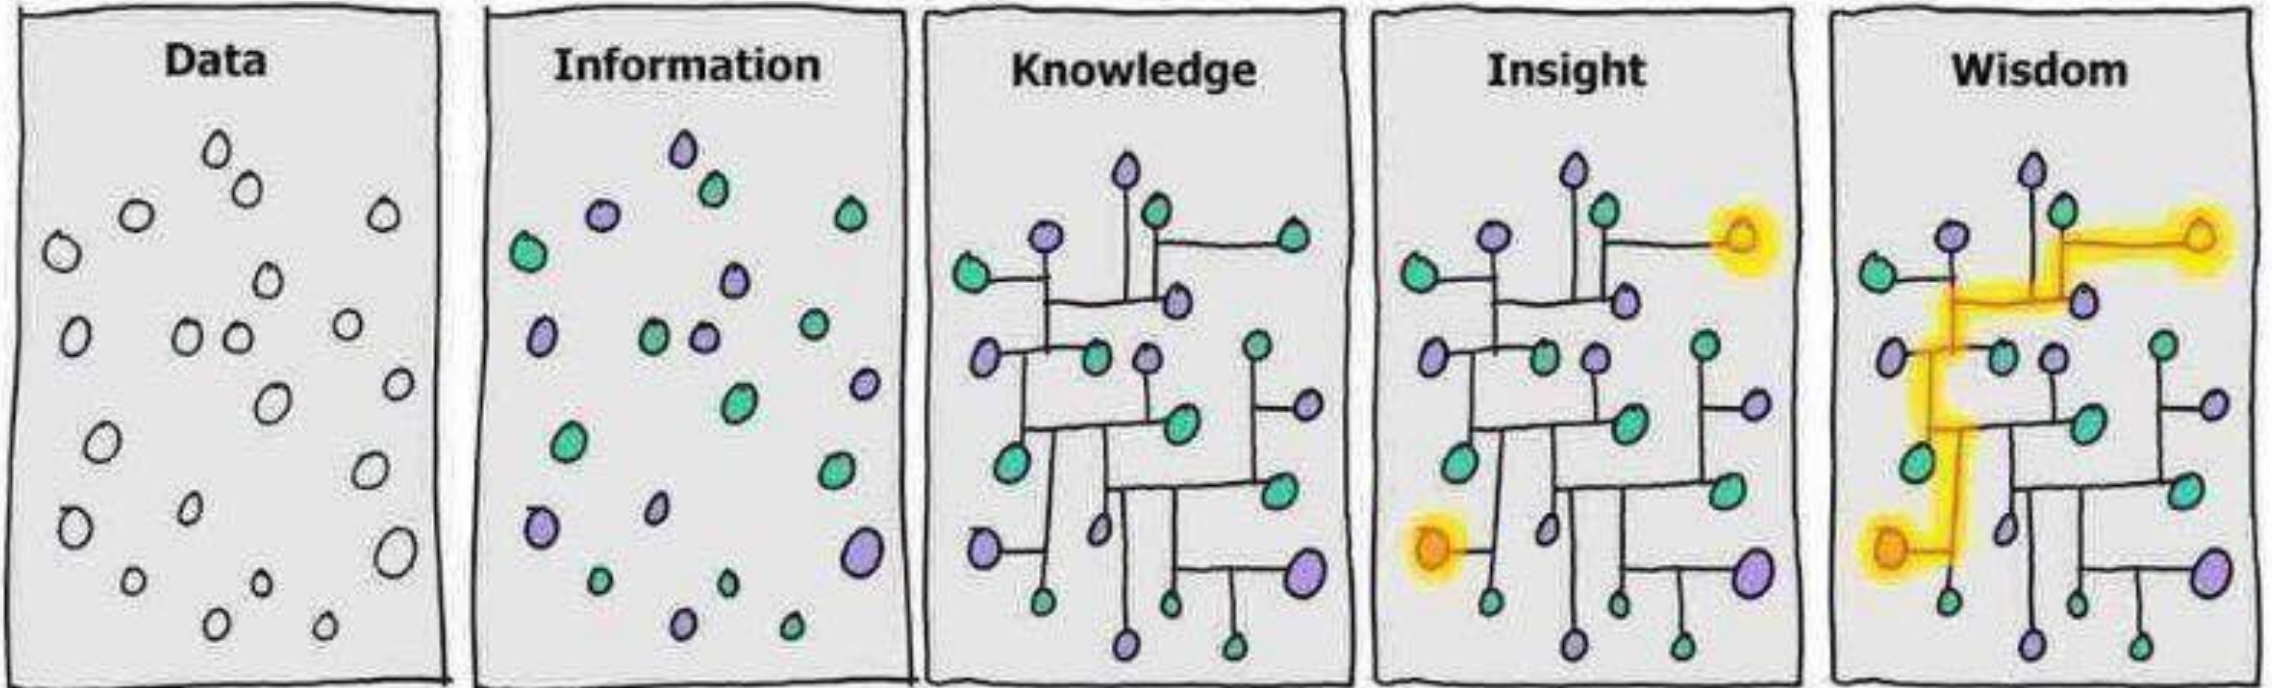 Data
Information
Knowledge
Insight
Wisdom